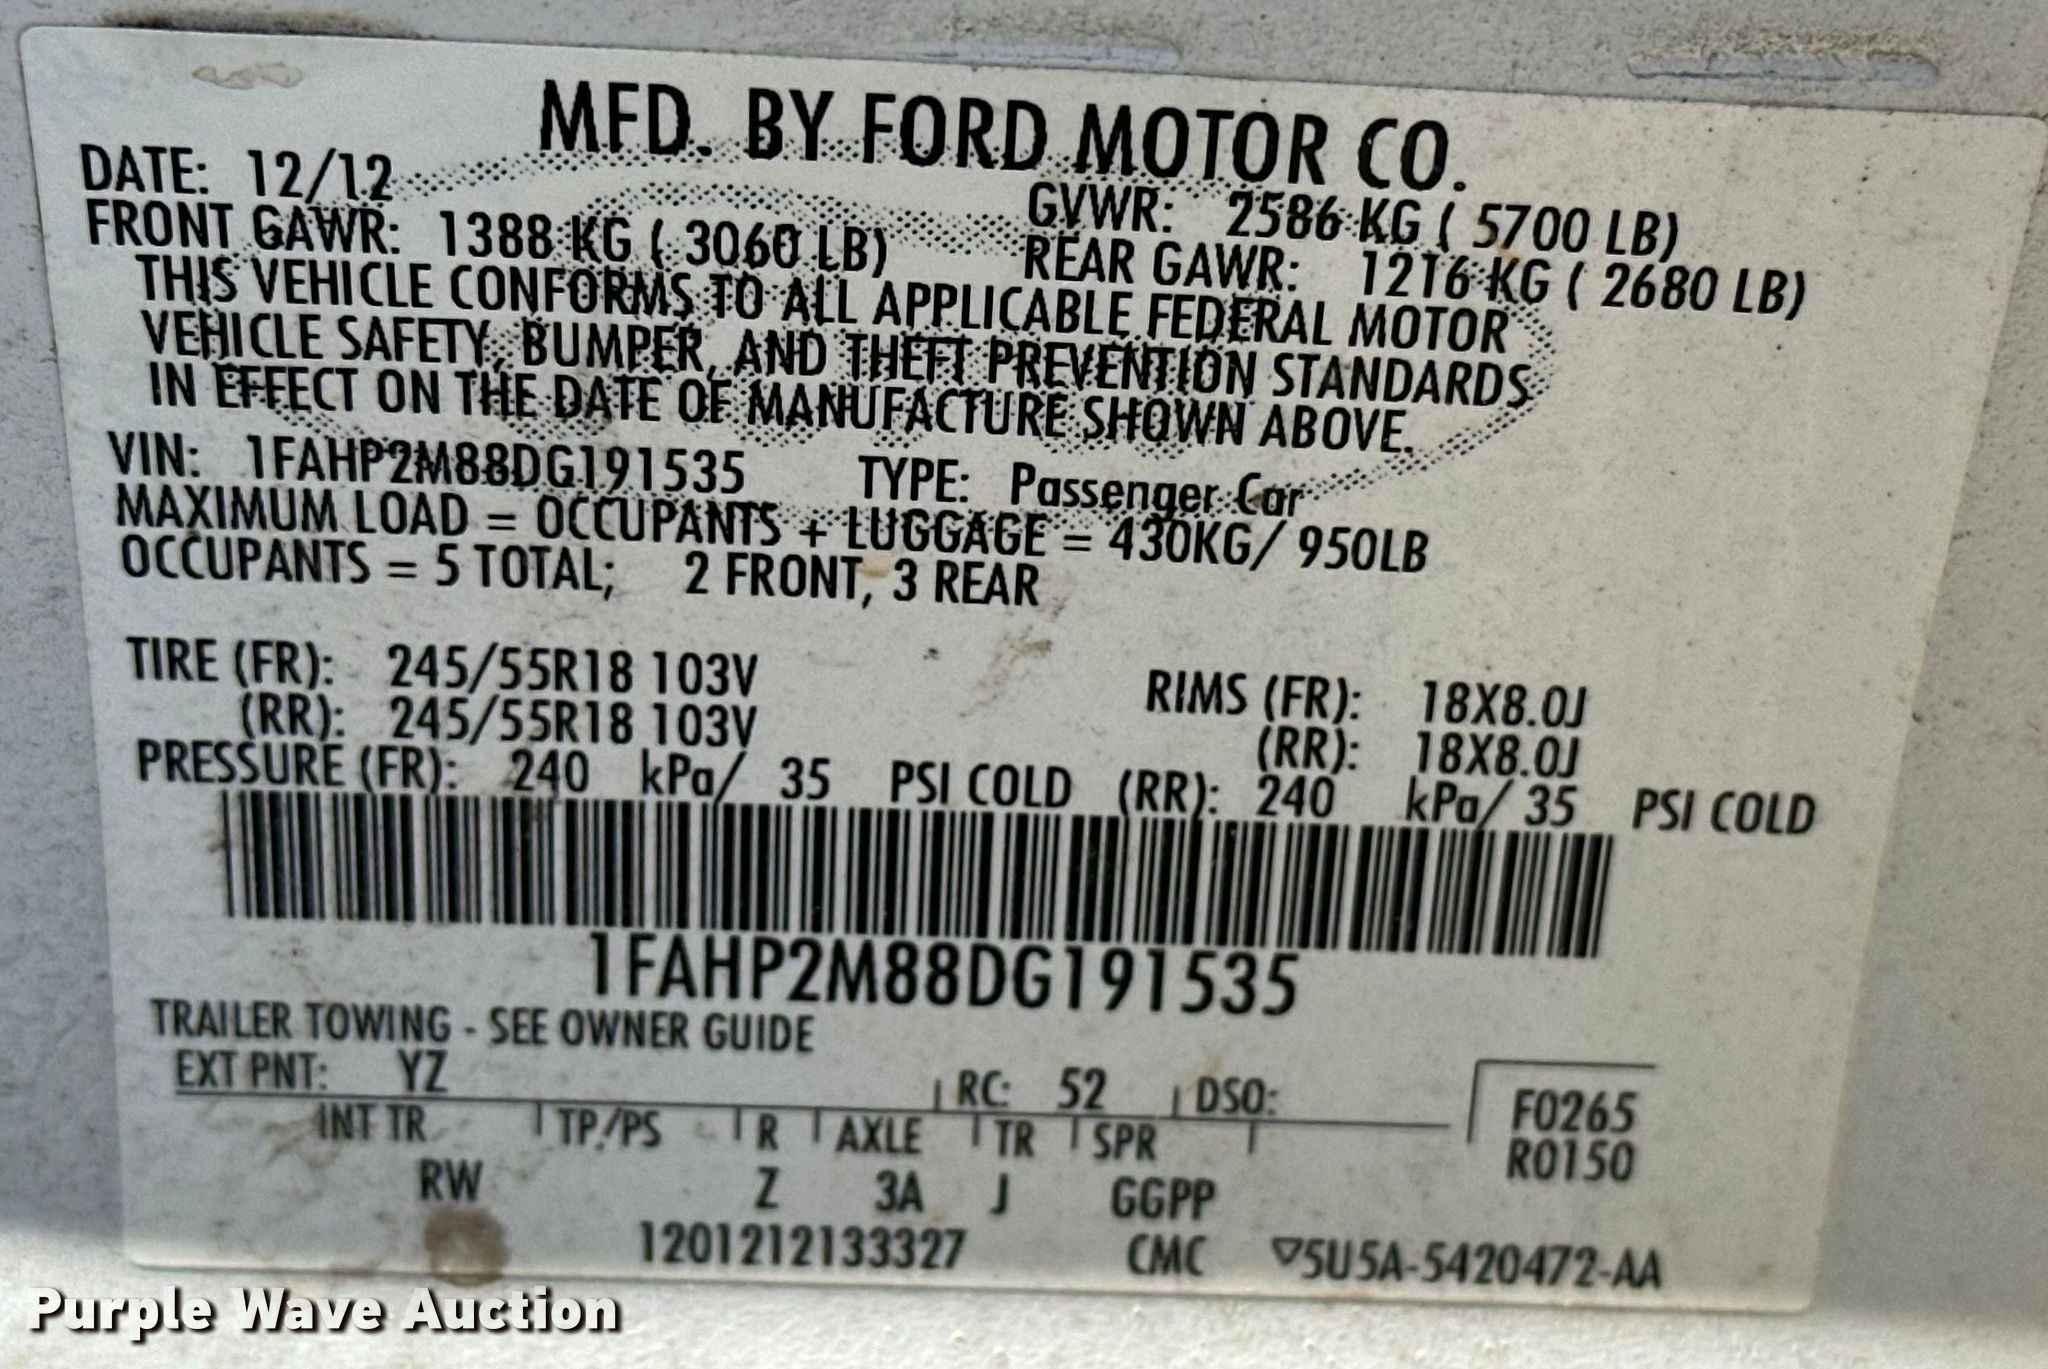 MFD. BY FORD MOTOR CO.
DATE: 12/12 GVWR: 2586 KG ( 5700 LB)
FRONT GAWR: 1388 KG ( 3060 LB) REAR GAWR: 1216 KG ( 2680 LB)
THIS VEHICLE CONFORMS TO ALL APPLICABLE FEDERAL MOTOR
VEHICLE SAFETY, BUMPER, AND THEFT PREVENTION STANDARDS
IN EFFECT ON THE DATE OF MANUFACTURE SHOWN ABOVE.
VIN: 1FAHP2M88DG191535 TYPE: Passenger Car
MAXIMUM LOAD = OCCUPANTS + LUGGAGE = 430KG/ 950LB
OCCUPANTS = 5 TOTAL; 2 FRONT, 3 REAR
TIRE (FR): 245/55R18 103V RIMS (FR): 18X8.0J
(RR): 245/55R18 103V (RR): 18X8.0J
PRESSURE (FR): 240 kPa/ 35 PSI COLD (RR): 240 kPa/ 35 PSI COLD
1FAHP2M88DG191535
TRAILER TOWING - SEE OWNER GUIDE
EXT PNT: YZ RC: 52 DSO: F0265
INT TR TP/PS R AXLE TR SPR R0150
RW Z 3A J GGPP
1201212133327 CMC ▽5U5A-5420472-AA
Purple Wave Auction